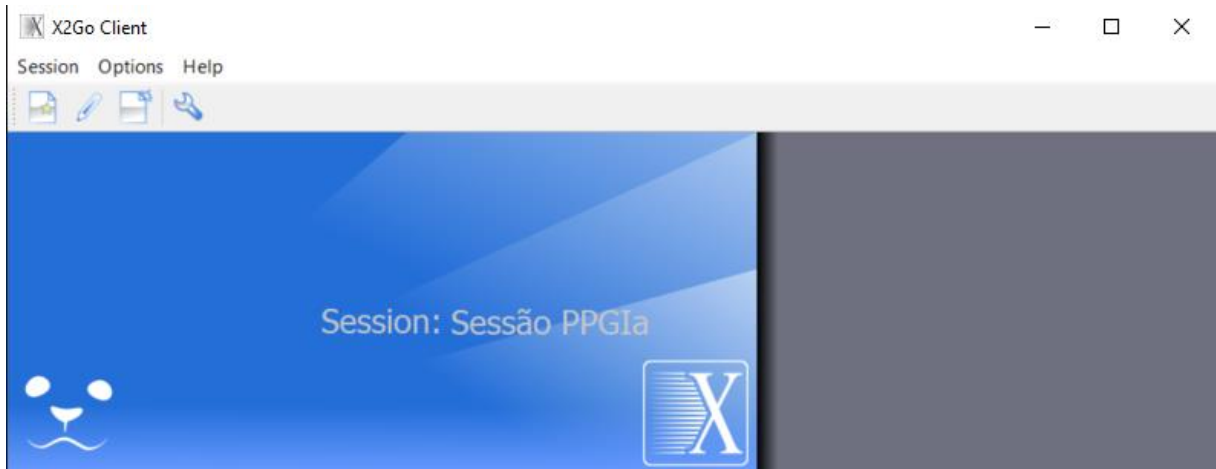 X2Go Client
Session Options Help
Session: Sessão PPGIa
X